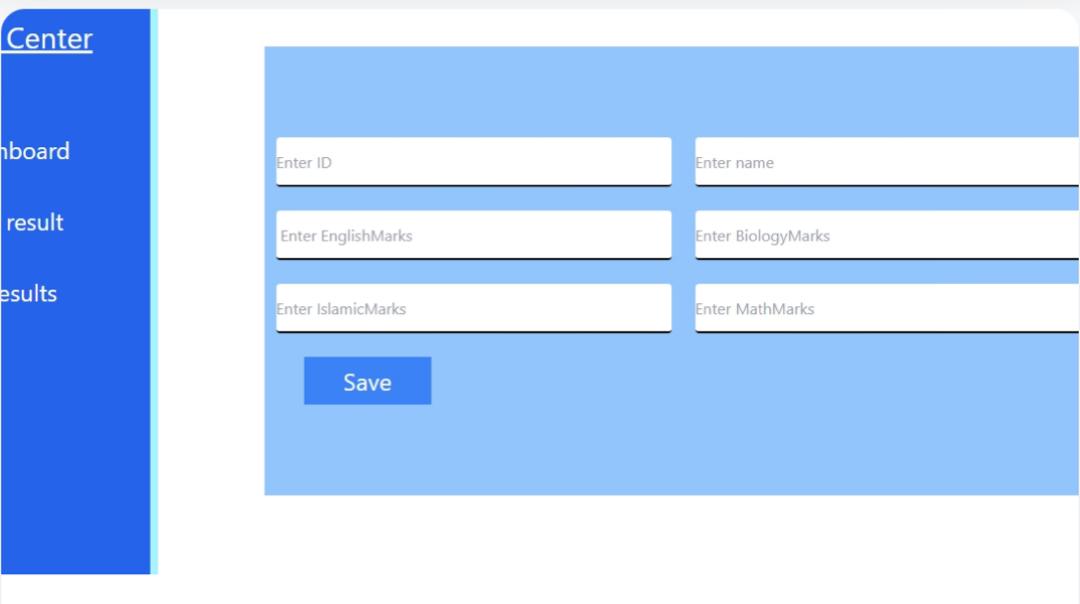 Center
hboard
result
esults
Enter ID
Enter name
Enter EnglishMarks
Enter BiologyMarks
Enter IslamicMarks
Enter MathMarks
Save